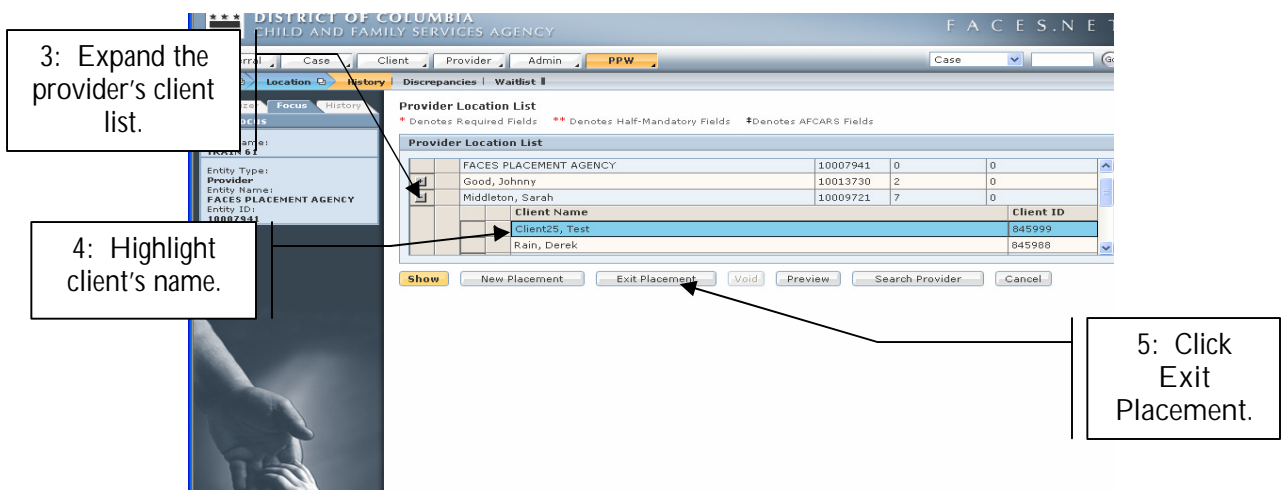 DISTRICT OF COLUMBIA
CHILD AND FAMILY SERVICES AGENCY
FACES.NET
3: Expand the
provider's client
list.
Case Client Provider Admin PPW Case
Location History Discrepancies Waitlist
Focus History
Provider Location List
* Denotes Required Fields ** Denotes Half-Mandatory Fields ‡Denotes AFCARS Fields
Provider Location List
TRAIN 61
Entity Type:
Provider
Entity Name:
FACES PLACEMENT AGENCY
Entity ID:
10007941
FACES PLACEMENT AGENCY 10007941 0 0
Good, Johnny 10013730 2 0
Middleton, Sarah 10009721 7 0
Client Name Client ID
Client25, Test 845999
Rain, Derek 845988
4: Highlight
client's name.
Show New Placement Exit Placement Void Preview Search Provider Cancel
5: Click
Exit
Placement.